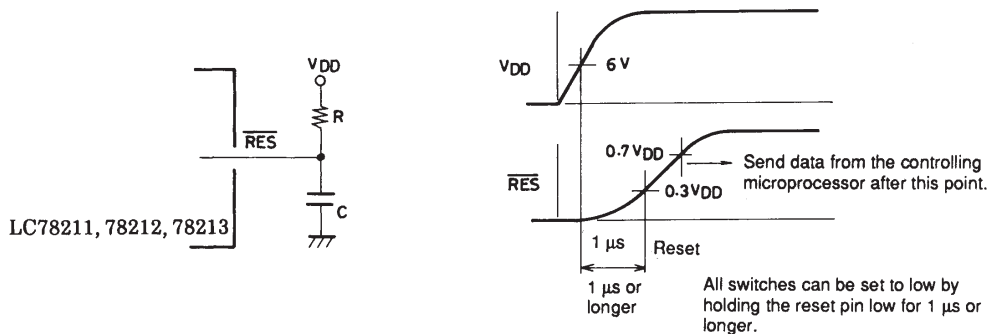 VDD
R
RES
C
LC78211, 78212, 78213
VDD
6 V
0.7 VDD
Send data from the controlling
microprocessor after this point.
RES
0.3 VDD
1 µs
Reset
1 µs or
longer
All switches can be set to low by
holding the reset pin low for 1 µs or
longer.